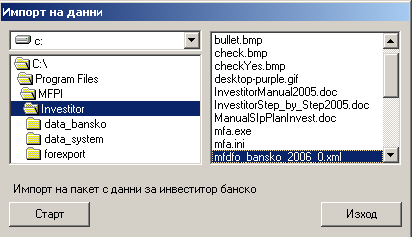 Импорт на данни
c:
C:\
Program Files
MFPI
Investitor
data_bansko
data_system
forexport
bullet.bmp
check.bmp
checkYes.bmp
desktop-purple.gif
InvestitorManual2005.doc
InvestitorStep_by_Step2005.doc
ManualSIpPlanInvest.doc
mfa.exe
mfa.ini
mfdfo_bansko_2006_0.xml
Импорт на пакет с данни за инвеститор банско
Старт
Изход